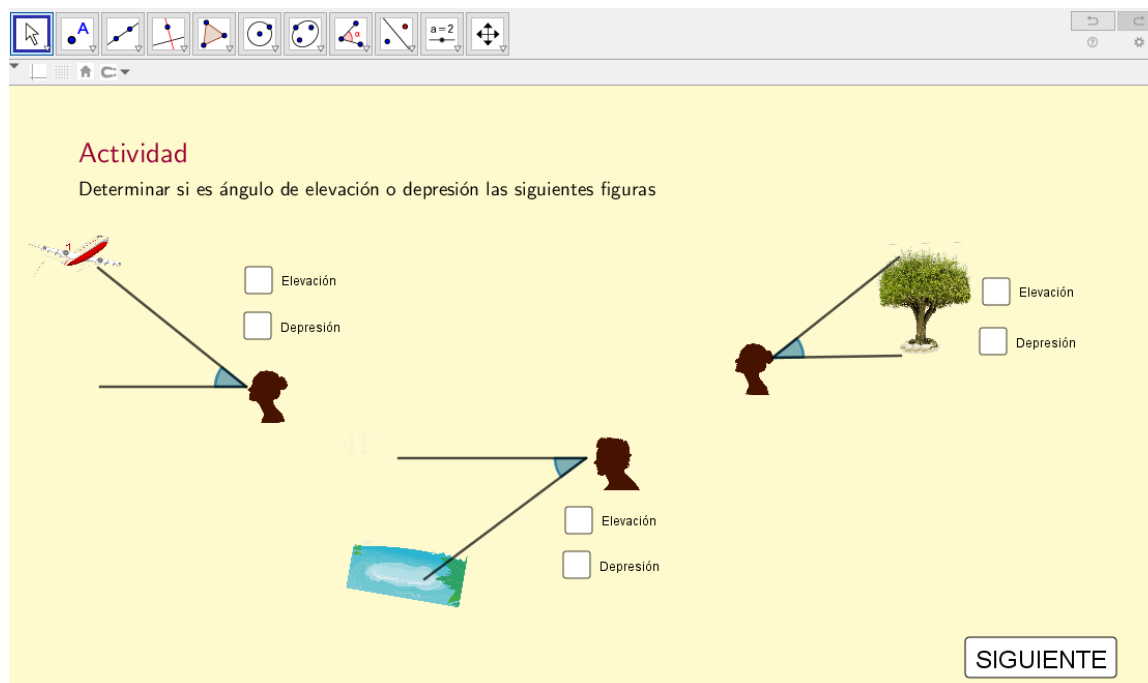 A
α
a=2
Actividad
Determinar si es ángulo de elevación o depresión las siguientes figuras
Elevación
Depresión
Elevación
Depresión
41°
Elevación
Depresión
SIGUIENTE